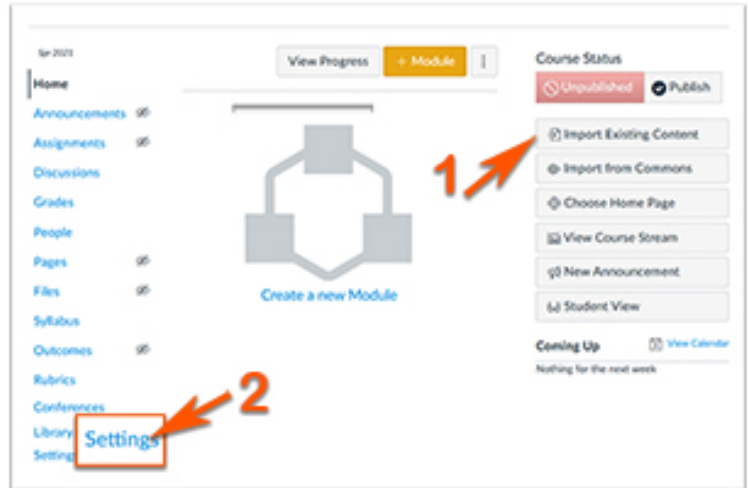 Spr 2021
Home
Announcements
Assignments
Discussions
Grades
People
Pages
Files
Syllabus
Outcomes
Rubrics
Conferences
Library
Settings
Settings
2
View Progress
+ Module
Create a new Module
1
Course Status
Unpublished
Publish
Import Existing Content
Import from Commons
Choose Home Page
View Course Stream
New Announcement
Student View
Coming Up
View Calendar
Nothing for the next week